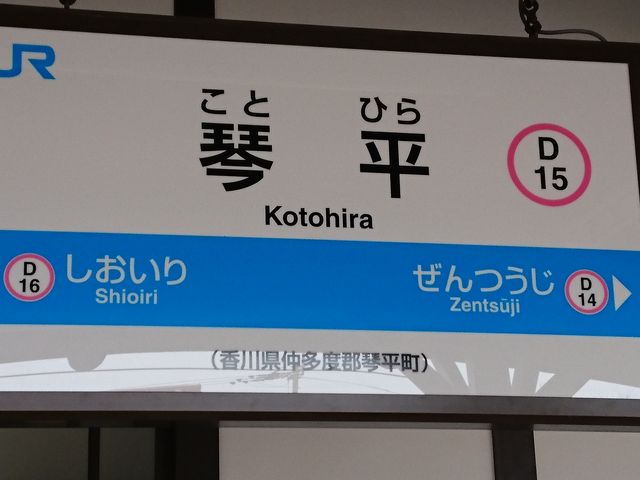 JR
こと ひら
琴平
D
15
Kotohira
D
16
しおいり
Shioiri
ぜんつうじ
Zentsūji
D
14
(香川県仲多度郡琴平町)